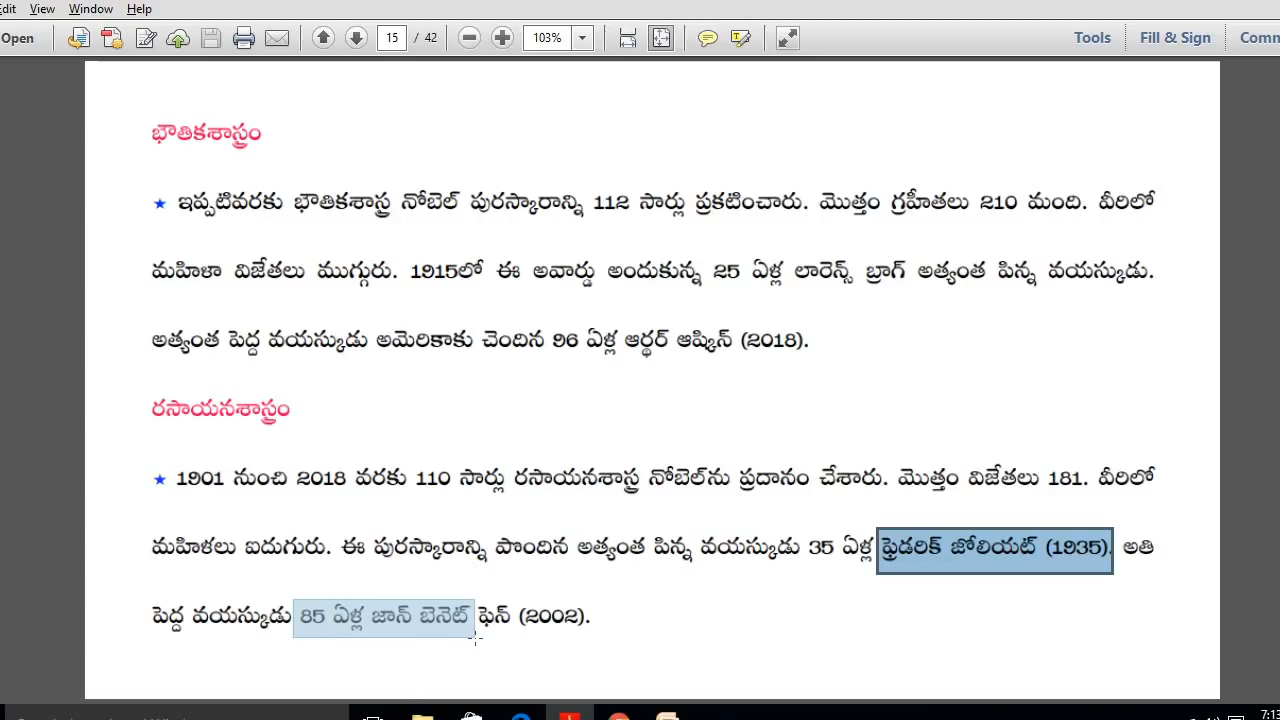 dit View Window Help
Open 15 / 42 103% Tools Fill & Sign Comm
భౌతికశాస్త్రం
★ ఇప్పటివరకు భౌతికశాస్త్ర నోబెల్ పురస్కారాన్ని 112 సార్లు ప్రకటించారు. మొత్తం గ్రహీతలు 210 మంది. వీరిలో
మహిళా విజేతలు ముగ్గురు. 1915లో ఈ అవార్డు అందుకున్న 25 ఏళ్ల లారెన్స్ బ్రాగ్ అత్యంత పిన్న వయస్కుడు.
అత్యంత పెద్ద వయస్కుడు అమెరికాకు చెందిన 96 ఏళ్ల ఆర్థర్ ఆష్కిన్ (2018).
రసాయనశాస్త్రం
★ 1901 నుంచి 2018 వరకు 110 సార్లు రసాయనశాస్త్ర నోబెల్‌ను ప్రదానం చేశారు. మొత్తం విజేతలు 181. వీరిలో
మహిళలు ఐదుగురు. ఈ పురస్కారాన్ని పొందిన అత్యంత పిన్న వయస్కుడు 35 ఏళ్ల ఫ్రెడరిక్ జోలియట్ (1935). అతి
పెద్ద వయస్కుడు 85 ఏళ్ల జాన్ బెనెట్ ఫెన్ (2002).